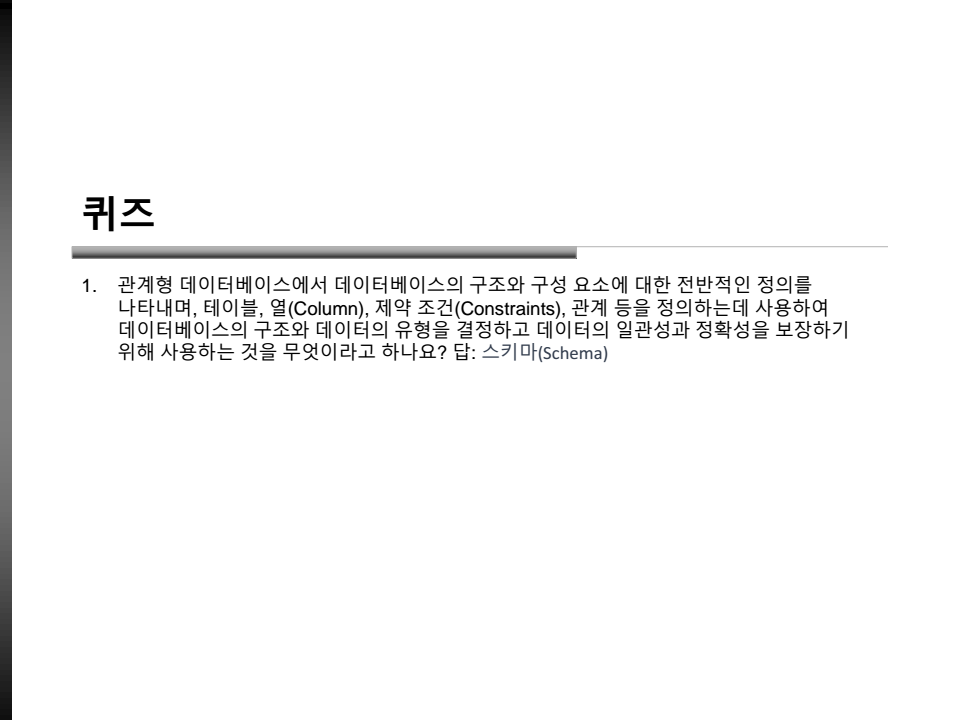 퀴즈
1. 관계형 데이터베이스에서 데이터베이스의 구조와 구성 요소에 대한 전반적인 정의를
나타내며, 테이블, 열(Column), 제약 조건(Constraints), 관계 등을 정의하는데 사용하여
데이터베이스의 구조와 데이터의 유형을 결정하고 데이터의 일관성과 정확성을 보장하기
위해 사용하는 것을 무엇이라고 하나요? 답: 스키마(Schema)